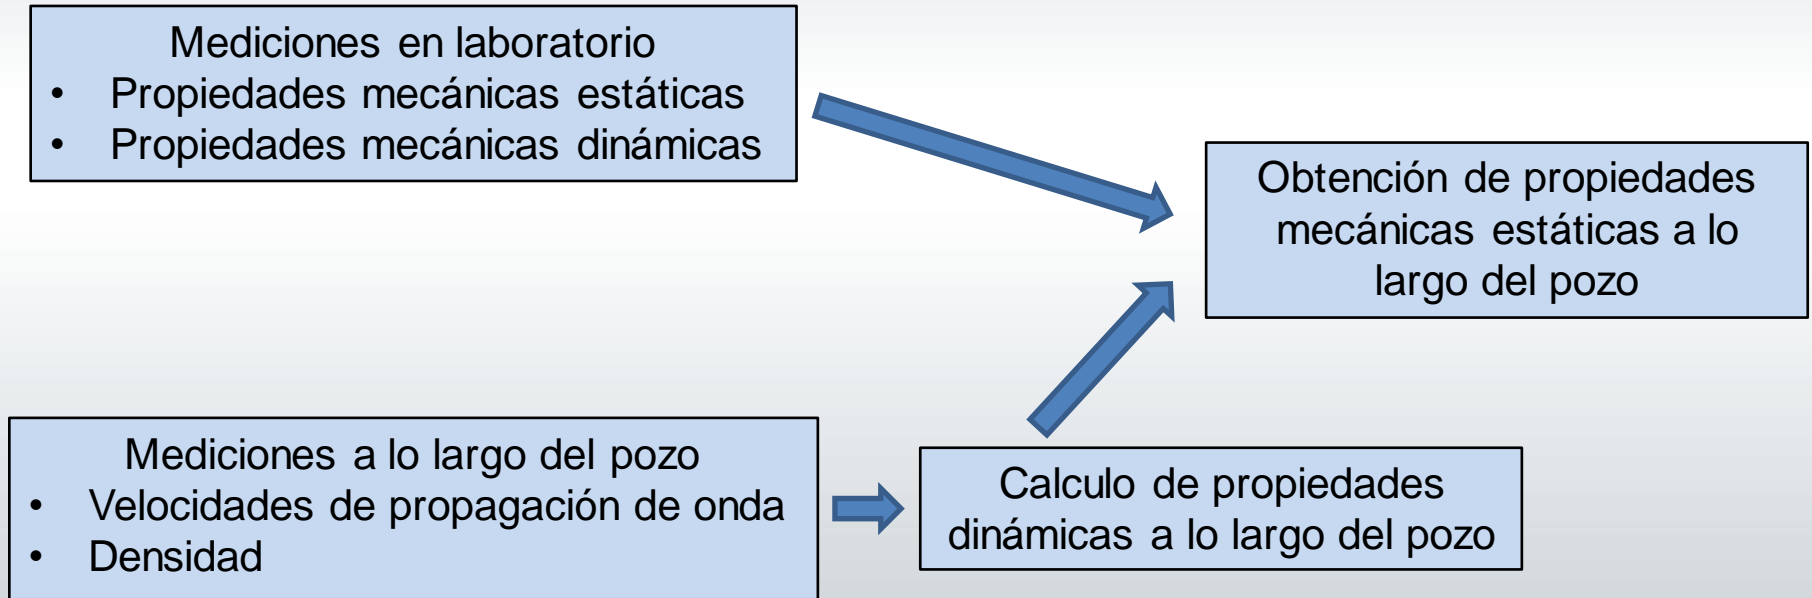 Mediciones en laboratorio
• Propiedades mecánicas estáticas
• Propiedades mecánicas dinámicas
Obtención de propiedades
mecánicas estáticas a lo
largo del pozo
Mediciones a lo largo del pozo
• Velocidades de propagación de onda
• Densidad
Calculo de propiedades
dinámicas a lo largo del pozo